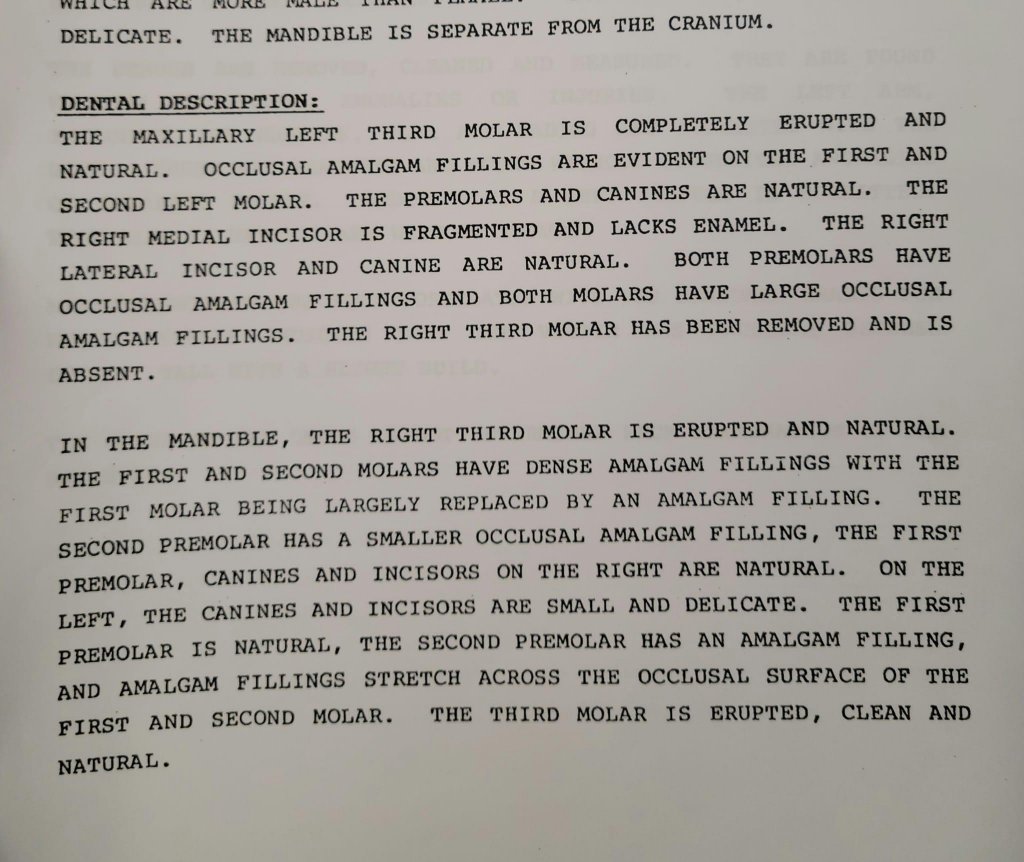 WHICH ARE MORE MALE THAN FEMALE.
DELICATE. THE MANDIBLE IS SEPARATE FROM THE CRANIUM.
DENTAL DESCRIPTION:
THE MAXILLARY LEFT THIRD MOLAR IS COMPLETELY ERUPTED AND
NATURAL. OCCLUSAL AMALGAM FILLINGS ARE EVIDENT ON THE FIRST AND
SECOND LEFT MOLAR. THE PREMOLARS AND CANINES ARE NATURAL. THE
RIGHT MEDIAL INCISOR IS FRAGMENTED AND LACKS ENAMEL. THE RIGHT
LATERAL INCISOR AND CANINE ARE NATURAL. BOTH PREMOLARS HAVE
OCCLUSAL AMALGAM FILLINGS AND BOTH MOLARS HAVE LARGE OCCLUSAL
AMALGAM FILLINGS. THE RIGHT THIRD MOLAR HAS BEEN REMOVED AND IS
ABSENT.
IN THE MANDIBLE, THE RIGHT THIRD MOLAR IS ERUPTED AND NATURAL.
THE FIRST AND SECOND MOLARS HAVE DENSE AMALGAM FILLINGS WITH THE
FIRST MOLAR BEING LARGELY REPLACED BY AN AMALGAM FILLING. THE
SECOND PREMOLAR HAS A SMALLER OCCLUSAL AMALGAM FILLING, THE FIRST
PREMOLAR, CANINES AND INCISORS ON THE RIGHT ARE NATURAL. ON THE
LEFT, THE CANINES AND INCISORS ARE SMALL AND DELICATE. THE FIRST
PREMOLAR IS NATURAL, THE SECOND PREMOLAR HAS AN AMALGAM FILLING,
AND AMALGAM FILLINGS STRETCH ACROSS THE OCCLUSAL SURFACE OF THE
FIRST AND SECOND MOLAR. THE THIRD MOLAR IS ERUPTED, CLEAN AND
NATURAL.